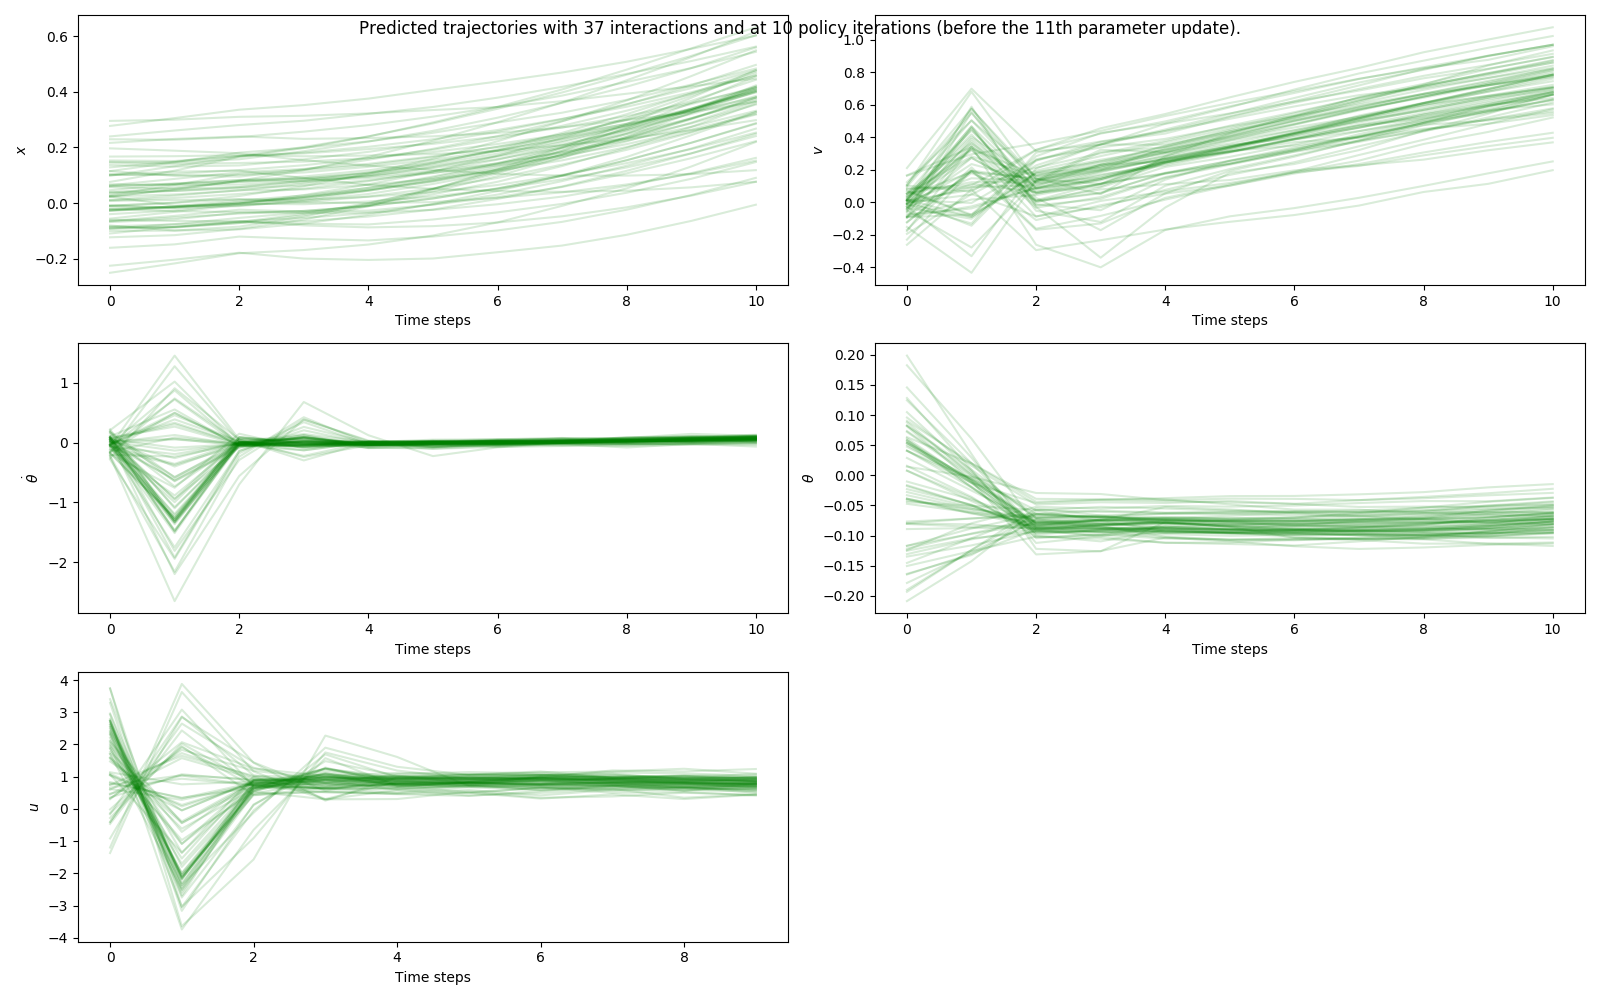 Predicted trajectories with 37 interactions and at 10 policy iterations (before the 11th parameter update).
0.6
0.4
0.2
0.0
−0.2
x
0 2 4 6 8 10
Time steps
1.0
0.8
0.6
0.4
0.2
0.0
−0.2
−0.4
v
0 2 4 6 8 10
Time steps
1
0
−1
−2
θ̇
0 2 4 6 8 10
Time steps
0.20
0.15
0.10
0.05
0.00
−0.05
−0.10
−0.15
−0.20
θ
0 2 4 6 8 10
Time steps
4
3
2
1
0
−1
−2
−3
−4
u
0 2 4 6 8
Time steps